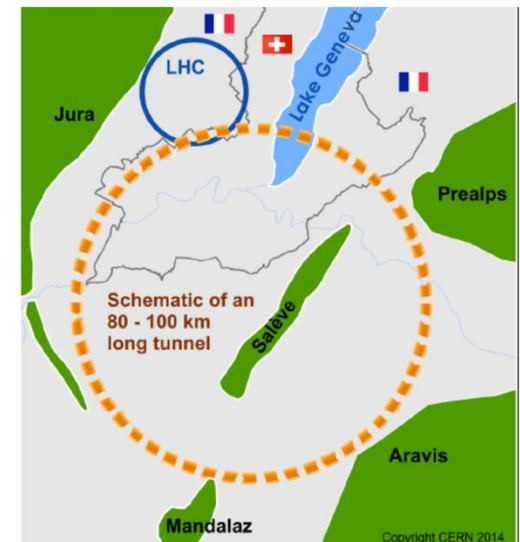 LHC
Lake Geneva
Jura
Prealps
Schematic of an
80 - 100 km
long tunnel
Salève
Aravis
Mandalaz
Copyright CERN 2014